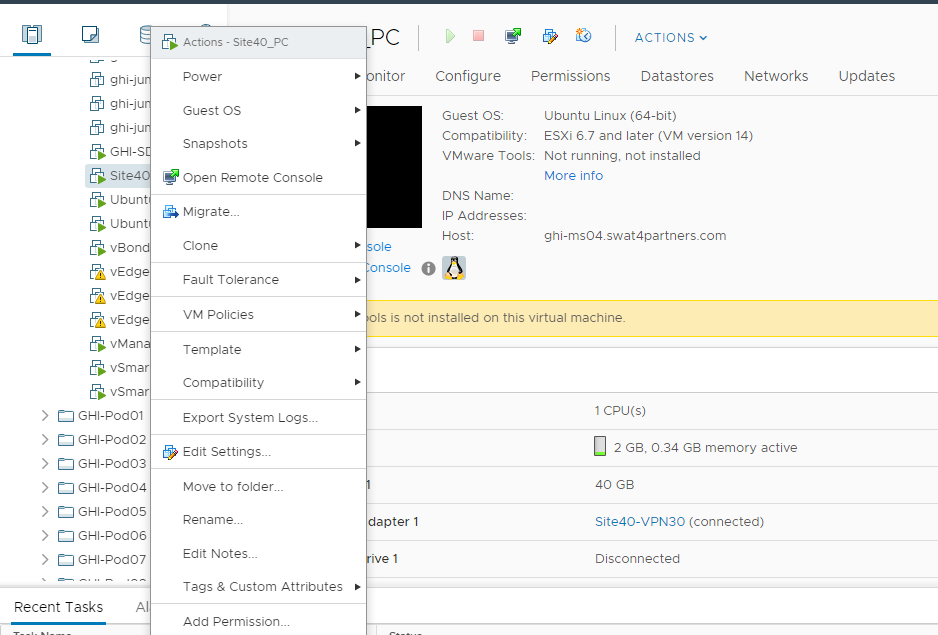 _PC
ACTIONS
Actions - Site40_PC
Power
Guest OS
Snapshots
Open Remote Console
Migrate...
Clone
Fault Tolerance
VM Policies
Template
Compatibility
Export System Logs...
Edit Settings...
Move to folder...
Rename...
Edit Notes...
Tags & Custom Attributes
Add Permission...
ghi-jun
ghi-jun
ghi-jun
GHI-SD
Site40
Ubunt
Ubunt
vBond
vEdge
vEdge
vEdge
vMana
vSmar
vSmar
GHI-Pod01
GHI-Pod02
GHI-Pod03
GHI-Pod04
GHI-Pod05
GHI-Pod06
GHI-Pod07
onitor Configure Permissions Datastores Networks Updates
Guest OS: Ubuntu Linux (64-bit)
Compatibility: ESXi 6.7 and later (VM version 14)
VMware Tools: Not running, not installed
More info
DNS Name:
IP Addresses:
Host: ghi-ms04.swat4partners.com
sole
Console
ols is not installed on this virtual machine.
1 CPU(s)
2 GB, 0.34 GB memory active
1 40 GB
dapter 1 Site40-VPN30 (connected)
rive 1 Disconnected
Recent Tasks Al